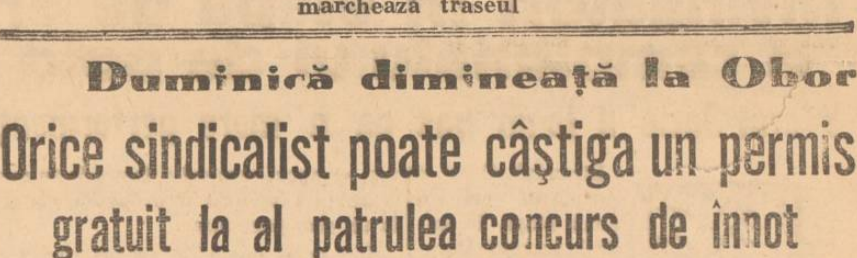 marchează traseul
Duminică dimineață la Obor
Orice sindicalist poate câştiga un permis
gratuit la al patrulea concurs de înnot